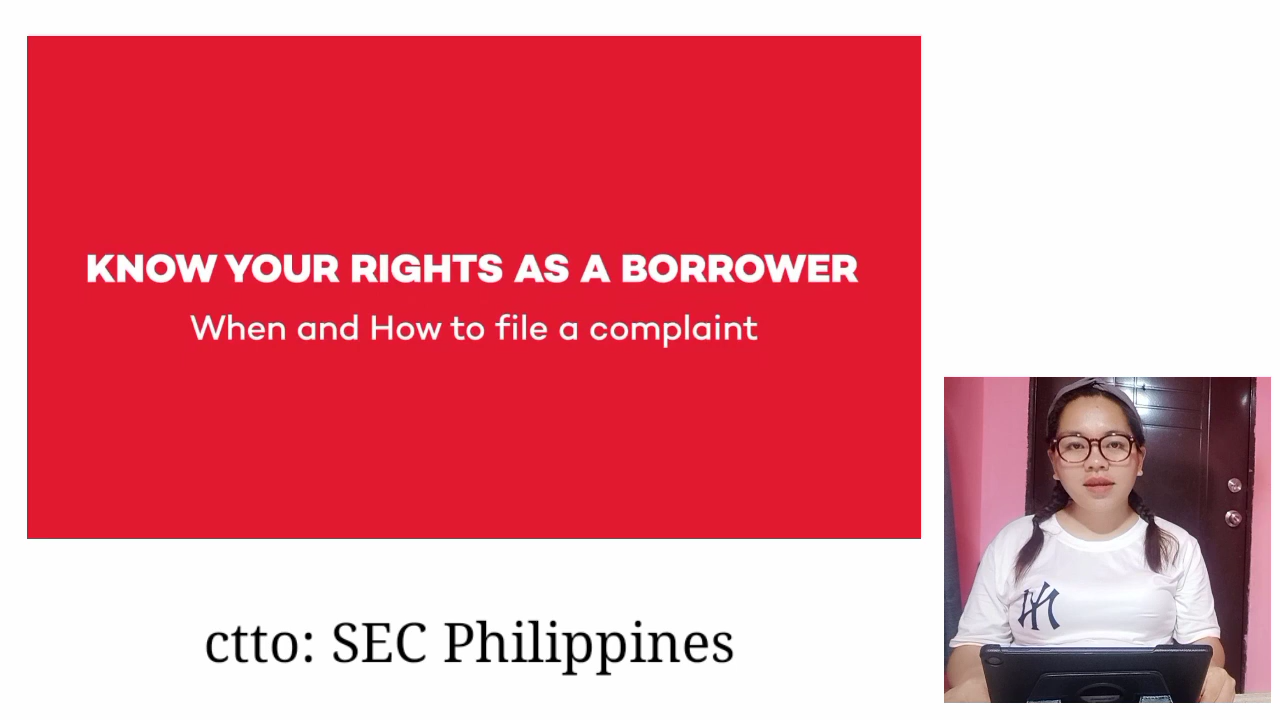 KNOW YOUR RIGHTS AS A BORROWER
When and How to file a complaint
ctto: SEC Philippines